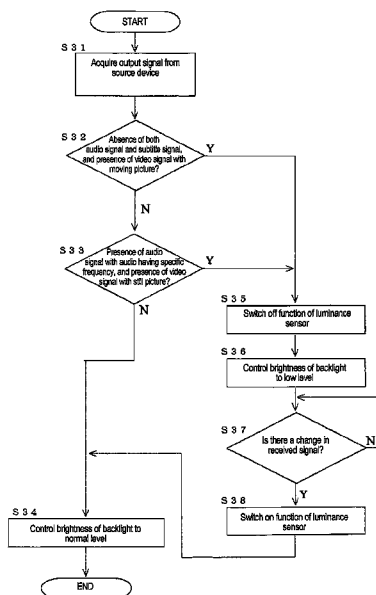 START
S31
Acquire output signal from
source device
S32
Absence of both
audio signal and subtitle signal,
and presence of video signal with
moving picture?
Y
N
S33
Presence of audio
signal with audio having specific
frequency, and presence of video
signal with still picture?
Y
N
S35
Switch off function of luminance
sensor
S36
Control brightness of backlight
to low level
S37
Is there a change in
received signal?
N
Y
S38
Switch on function of luminance
sensor
S34
Control brightness of backlight to
normal level
END